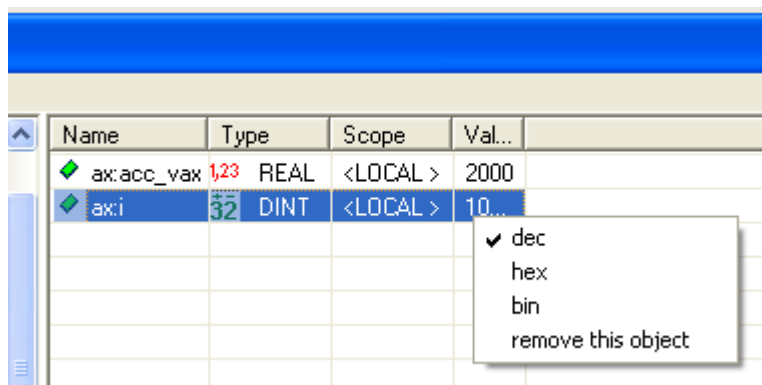 Name Type Scope Val...
ax:acc_vax 1,23 REAL <LOCAL> 2000
ax:i 32 DINT <LOCAL> 10...
dec
hex
bin
remove this object